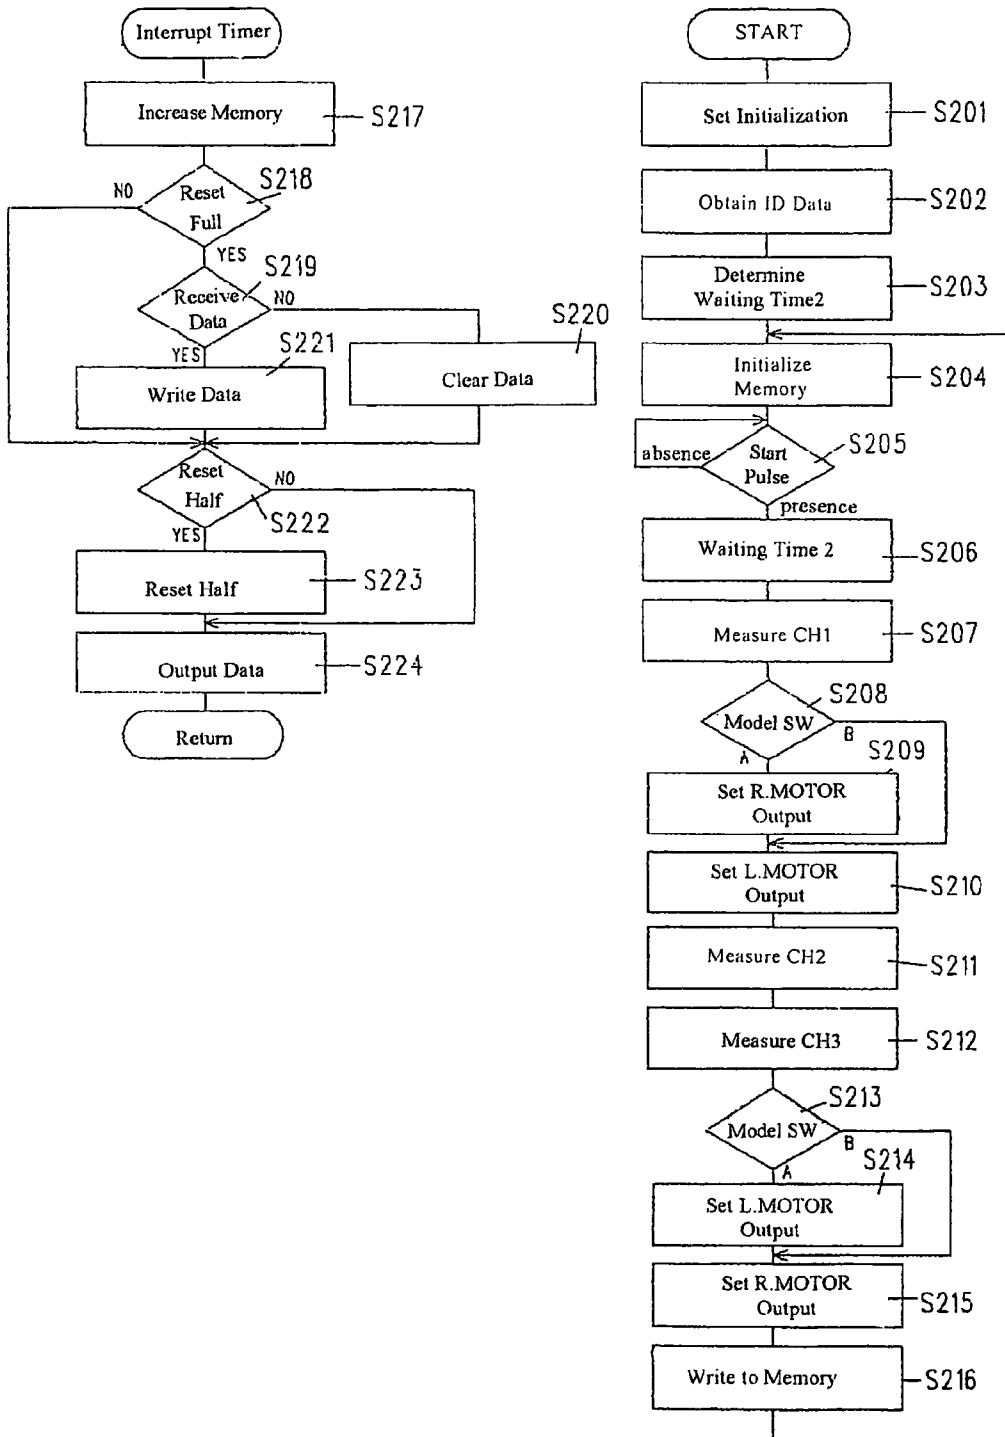 Interrupt Timer
Increase Memory
S217
Reset
Full
S218
NO
YES
Receive
Data
S219
NO
YES
S220
Clear Data
S221
Write Data
Reset
Half
NO
S222
YES
Reset Half
S223
Output Data
S224
Return
START
Set Initialization
S201
Obtain ID Data
S202
Determine
Waiting Time2
S203
Initialize
Memory
S204
absence
Start
Pulse
S205
presence
Waiting Time 2
S206
Measure CH1
S207
Model SW
S208
B
A
S209
Set R.MOTOR
Output
Set L.MOTOR
Output
S210
Measure CH2
S211
Measure CH3
S212
Model SW
S213
B
A
S214
Set L.MOTOR
Output
Set R.MOTOR
Output
S215
Write to Memory
S216